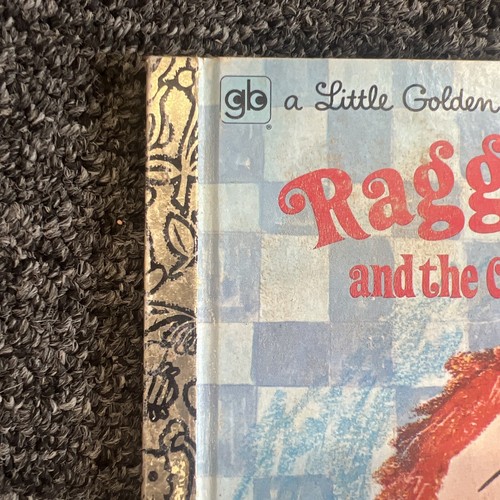 gb ® a Little Golden
Ragg
and the C